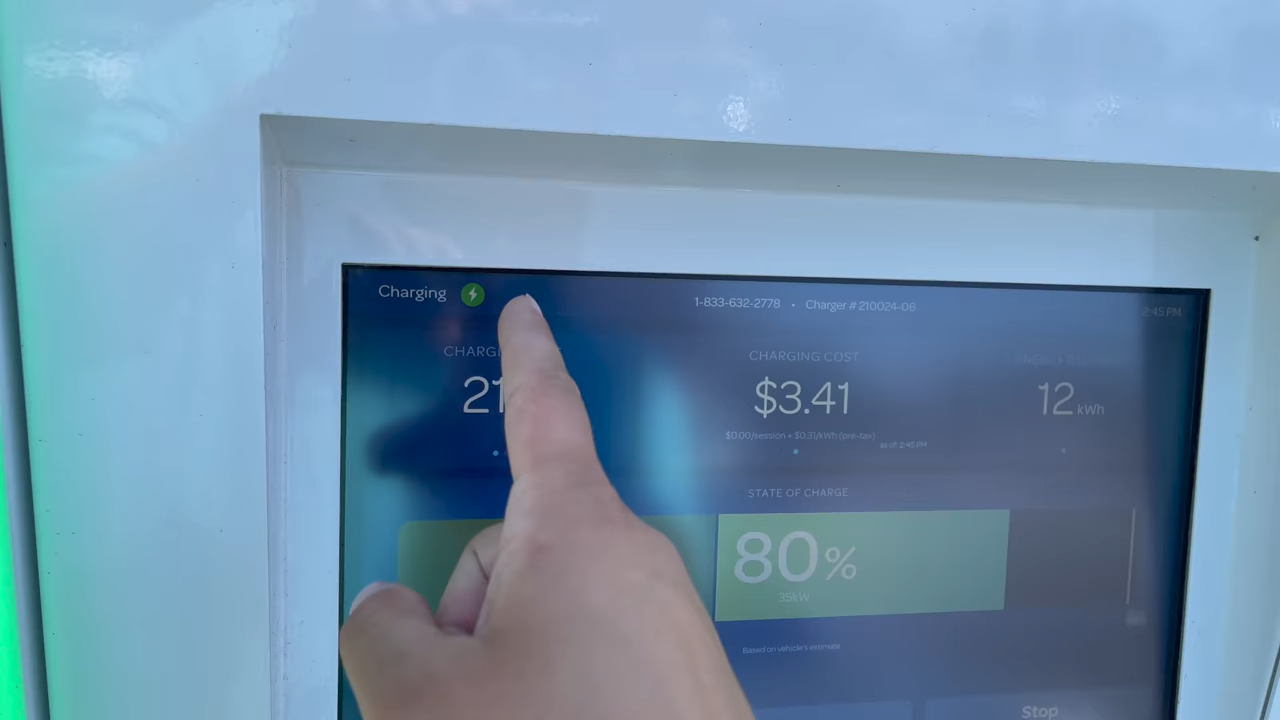 Charging
1-833-632-2778 • Charger # 210024-06
2:45 PM
CHARGING COST
21
$3.41
12 kWh
$0.00/session + $0.31/kWh (pre-tax)
as of 2:45 PM
STATE OF CHARGE
80%
35kW
Based on vehicle's estimate
Stop